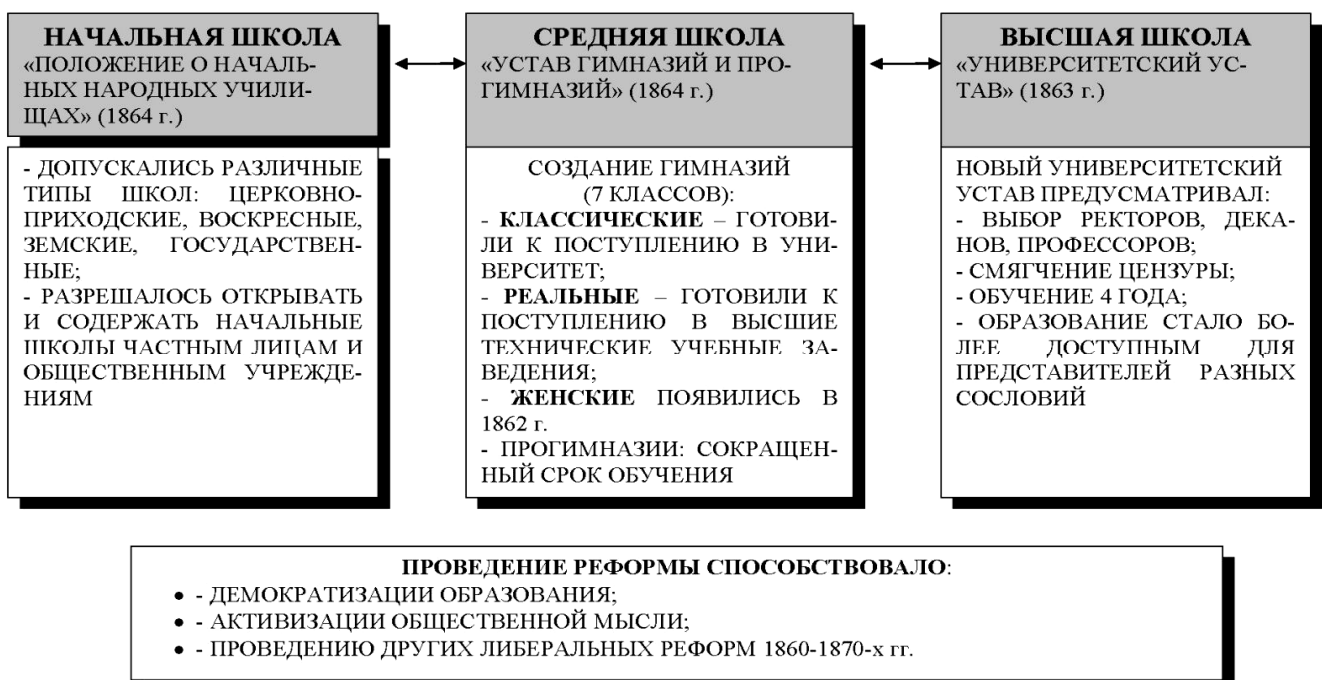 НАЧАЛЬНАЯ ШКОЛА
«ПОЛОЖЕНИЕ О НАЧАЛЬ-
НЫХ НАРОДНЫХ УЧИЛИ-
ЩАХ» (1864 г.)
- ДОПУСКАЛИСЬ РАЗЛИЧНЫЕ
ТИПЫ ШКОЛ: ЦЕРКОВНО-
ПРИХОДСКИЕ, ВОСКРЕСНЫЕ,
ЗЕМСКИЕ, ГОСУДАРСТВЕН-
НЫЕ;
- РАЗРЕШАЛОСЬ ОТКРЫВАТЬ
И СОДЕРЖАТЬ НАЧАЛЬНЫЕ
ШКОЛЫ ЧАСТНЫМ ЛИЦАМ И
ОБЩЕСТВЕННЫМ УЧРЕЖДЕ-
НИЯМ
СРЕДНЯЯ ШКОЛА
«УСТАВ ГИМНАЗИЙ И ПРО-
ГИМНАЗИЙ» (1864 г.)
СОЗДАНИЕ ГИМНАЗИЙ
(7 КЛАССОВ):
- КЛАССИЧЕСКИЕ – ГОТОВИ-
ЛИ К ПОСТУПЛЕНИЮ В УНИ-
ВЕРСИТЕТ;
- РЕАЛЬНЫЕ – ГОТОВИЛИ К
ПОСТУПЛЕНИЮ В ВЫСШИЕ
ТЕХНИЧЕСКИЕ УЧЕБНЫЕ ЗА-
ВЕДЕНИЯ;
- ЖЕНСКИЕ ПОЯВИЛИСЬ В
1862 г.
- ПРОГИМНАЗИИ: СОКРАЩЕН-
НЫЙ СРОК ОБУЧЕНИЯ
ВЫСШАЯ ШКОЛА
«УНИВЕРСИТЕТСКИЙ УС-
ТАВ» (1863 г.)
НОВЫЙ УНИВЕРСИТЕТСКИЙ
УСТАВ ПРЕДУСМАТРИВАЛ:
- ВЫБОР РЕКТОРОВ, ДЕКА-
НОВ, ПРОФЕССОРОВ;
- СМЯГЧЕНИЕ ЦЕНЗУРЫ;
- ОБУЧЕНИЕ 4 ГОДА;
- ОБРАЗОВАНИЕ СТАЛО БО-
ЛЕЕ ДОСТУПНЫМ ДЛЯ
ПРЕДСТАВИТЕЛЕЙ РАЗНЫХ
СОСЛОВИЙ
ПРОВЕДЕНИЕ РЕФОРМЫ СПОСОБСТВОВАЛО:
• - ДЕМОКРАТИЗАЦИИ ОБРАЗОВАНИЯ;
• - АКТИВИЗАЦИИ ОБЩЕСТВЕННОЙ МЫСЛИ;
• - ПРОВЕДЕНИЮ ДРУГИХ ЛИБЕРАЛЬНЫХ РЕФОРМ 1860-1870-х гг.